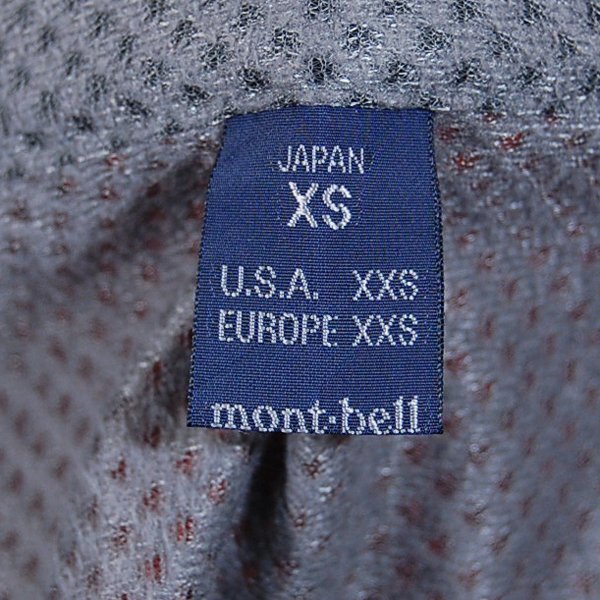 JAPAN
XS
U.S.A. XXS
EUROPE XXS
mont-bell